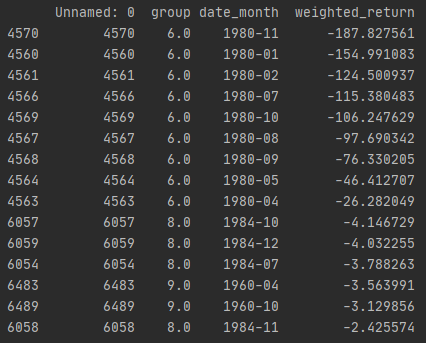 Unnamed: 0 group date_month weighted_return
4570 4570 6.0 1980-11 -187.827561
4560 4560 6.0 1980-01 -154.991083
4561 4561 6.0 1980-02 -124.500937
4566 4566 6.0 1980-07 -115.380483
4569 4569 6.0 1980-10 -106.247629
4567 4567 6.0 1980-08 -97.690342
4568 4568 6.0 1980-09 -76.330205
4564 4564 6.0 1980-05 -46.412707
4563 4563 6.0 1980-04 -26.282049
6057 6057 8.0 1984-10 -4.146729
6059 6059 8.0 1984-12 -4.032255
6054 6054 8.0 1984-07 -3.788263
6483 6483 9.0 1960-04 -3.563991
6489 6489 9.0 1960-10 -3.129856
6058 6058 8.0 1984-11 -2.425574